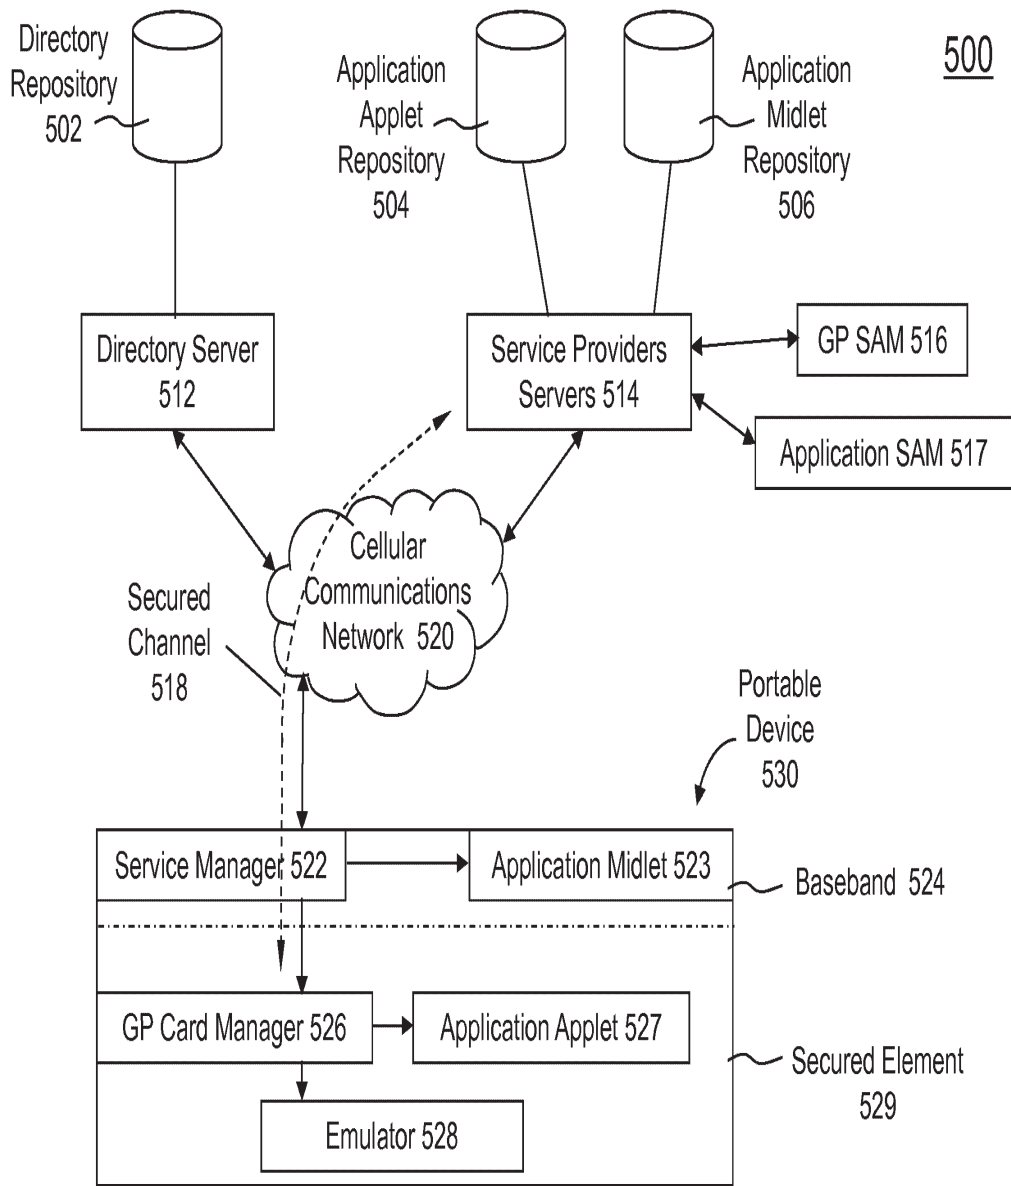 Directory
Repository
502
Application
Applet
Repository
504
Application
Midlet
Repository
506
500
Directory Server
512
Service Providers
Servers 514
GP SAM 516
Application SAM 517
Cellular
Communications
Network 520
Secured
Channel
518
Portable
Device
530
Service Manager 522
Application Midlet 523
Baseband 524
GP Card Manager 526
Application Applet 527
Secured Element
529
Emulator 528